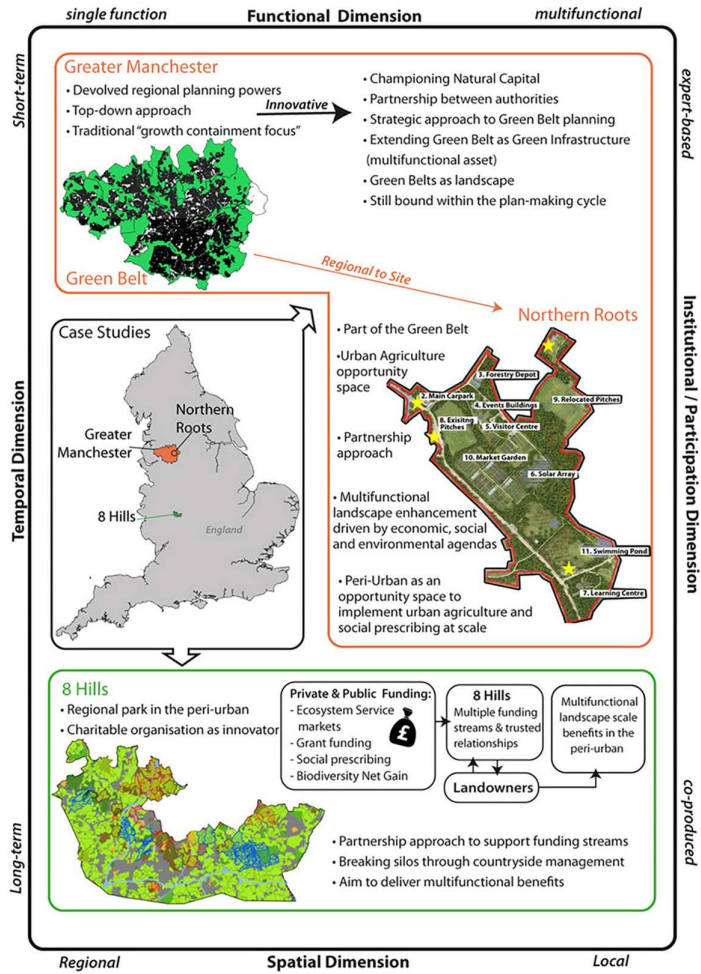 single function
Functional Dimension
multifunctional
Short-term
expert-based
Greater Manchester
• Devolved regional planning powers
• Top-down approach
• Traditional "growth containment focus"
Innovative
• Championing Natural Capital
• Partnership between authorities
• Strategic approach to Green Belt planning
• Extending Green Belt as Green Infrastructure
(multifunctional asset)
• Green Belts as landscape
• Still bound within the plan-making cycle
Green Belt
Regional to Site
Temporal Dimension
Institutional / Participation Dimension
Case Studies
Northern
Roots
Greater
Manchester
8 Hills
England
Northern Roots
• Part of the Green Belt
•Urban Agriculture
opportunity
space
• Partnership
approach
• Multifunctional
landscape enhancement
driven by economic, social
and environmental agendas
• Peri-Urban as an
opportunity space to
implement urban agriculture and
social prescribing at scale
3. Forestry Depot
2. Main Carpark
4. Events Buildings
9. Relocated Pitches
8. Exisitng
Pitches
5. Visitor Centre
10. Market Garden
6. Solar Array
11. Swimming Pond
7. Learning Centre
8 Hills
• Regional park in the peri-urban
• Charitable organisation as innovator
Private & Public Funding:
- Ecosystem Service
markets
- Grant funding
- Social prescribing
- Biodiversity Net Gain
£
8 Hills
Multiple funding
streams & trusted
relationships
Landowners
Multifunctional
landscape scale
benefits in the
peri-urban
• Partnership approach to support funding streams
• Breaking silos through countryside management
• Aim to deliver multifunctional benefits
Long-term
co-produced
Regional
Spatial Dimension
Local